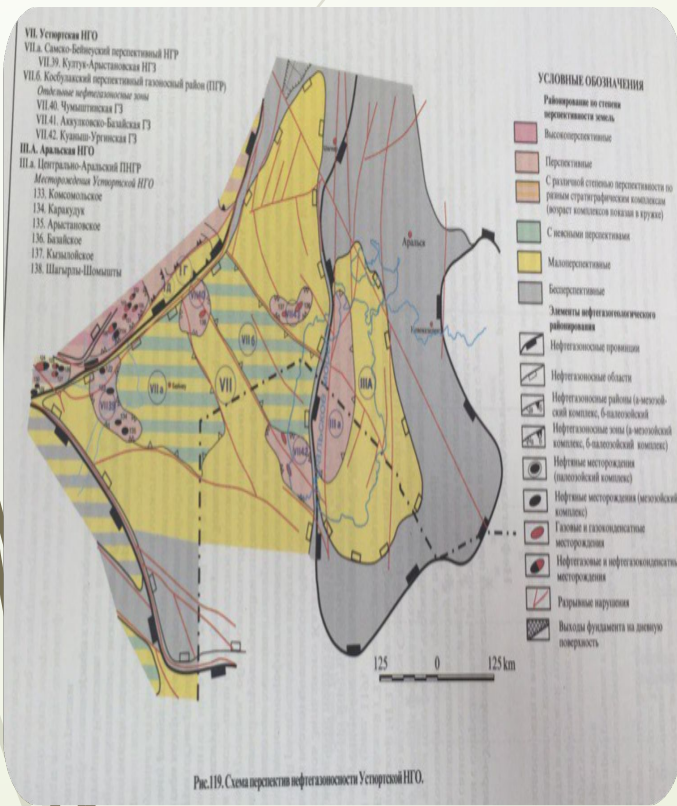 VII. Устюртская НГО
VII.а. Самско-Бейнеуский перспективный НГР
VII.39. Култук-Арыстановская НГЗ
VII.б. Косбулакский перспективный газоносный район (ПГР)
Отдельные нефтегазоносные зоны
VII.40. Чумыштинская ГЗ
VII.41. Аккулковско-Базайская ГЗ
VII.42. Куаныш-Ургинская ГЗ
III.А. Аральская НГО
III.а. Центрально-Аральский ПНГР
Месторождения Устюртской НГО
133. Комсомольское
134. Каракудук
135. Арыстановское
136. Базайское
137. Кызылойское
138. Шагырлы-Шомышты
УСЛОВНЫЕ ОБОЗНАЧЕНИЯ
Районирование по степени
перспективности земель
Высокоперспективные
Перспективные
С различной степенью перспективности по
разным стратиграфическим комплексам
(возраст комплексов показан в кружке)
С неясными перспективами
Малоперспективные
Бесперспективные
Элементы нефтегазогеологического
районирования
Нефтегазоносные провинции
Нефтегазоносные области
Нефтегазоносные районы (а-мезозой-
ский комплекс, б-палеозойский
Нефтегазоносные зоны (а-мезозойский
комплекс, б-палеозойский комплекс)
Нефтяные месторождения
(палеозойский комплекс)
Нефтяные месторождения (мезозойский
комплекс)
Газовые и газоконденсатные
месторождения
Нефтегазовые и нефтегазоконденсатные
месторождения
Разрывные нарушения
Выходы фундамента на дневную
поверхность
Аральск
VII б
VII а
VII
IIIА
III а
VII42
125 0 125 km
Рис.119. Схема перспектив нефтегазоносности Устюртской НГО.